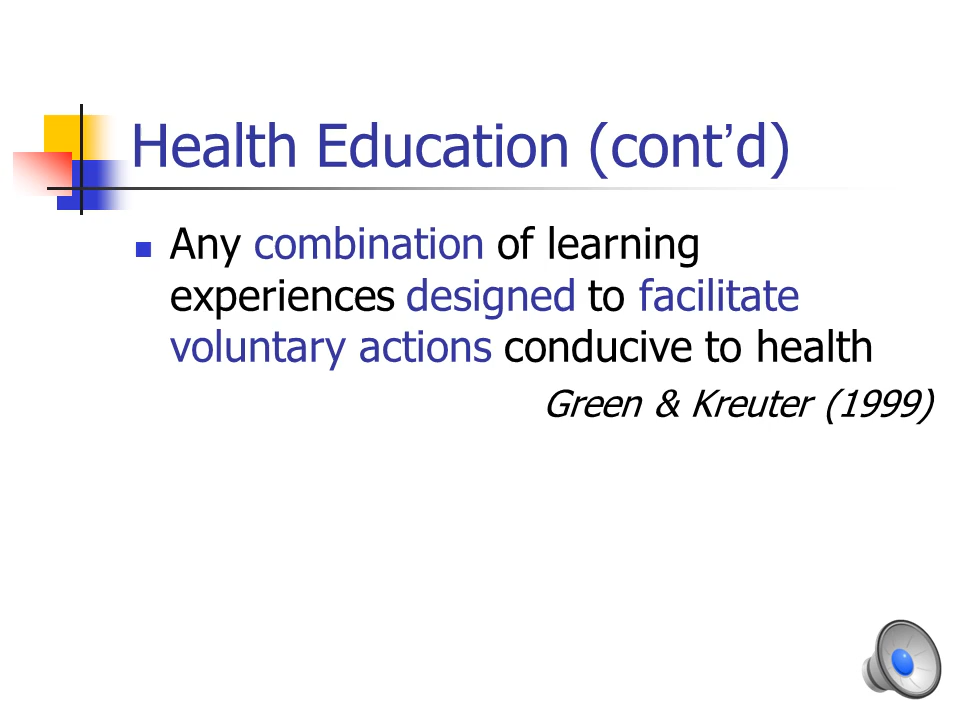 Health Education (cont’d)
Any combination of learning
experiences designed to facilitate
voluntary actions conducive to health
Green & Kreuter (1999)